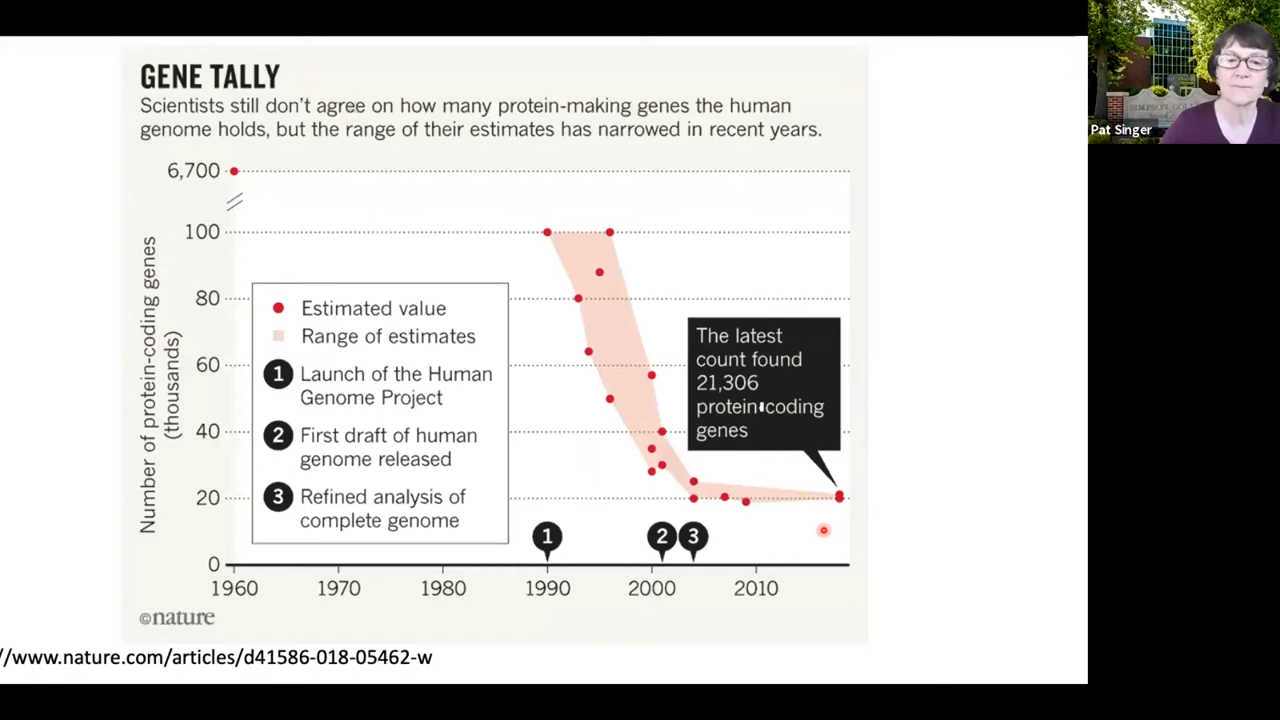 GENE TALLY
Scientists still don't agree on how many protein-making genes the human
genome holds, but the range of their estimates has narrowed in recent years.
6,700
100
80
60
40
20
0
Number of protein-coding genes
(thousands)
Estimated value
Range of estimates
1 Launch of the Human
Genome Project
2 First draft of human
genome released
3 Refined analysis of
complete genome
The latest
count found
21,306
protein-coding
genes
1
2
3
1960
1970
1980
1990
2000
2010
©nature
//www.nature.com/articles/d41586-018-05462-w
Pat Singer